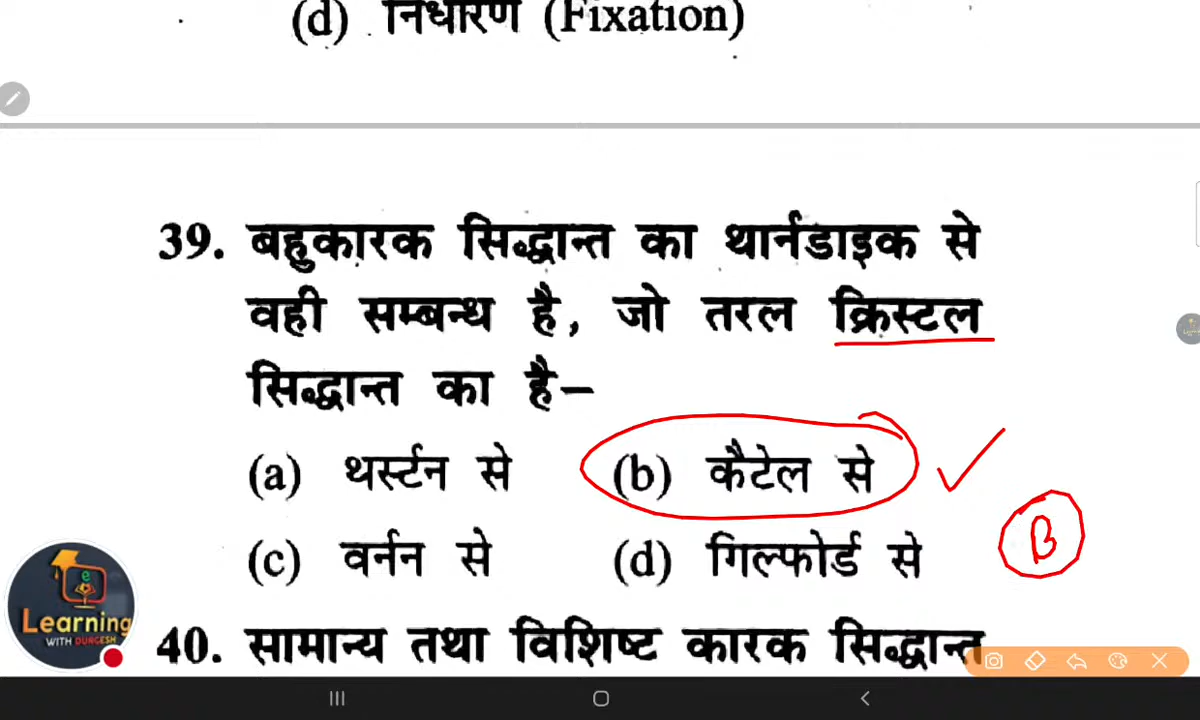 (d) निर्धारण (Fixation)
39. बहुकारक सिद्धान्त का थार्नडाइक से
वही सम्बन्ध है, जो तरल क्रिस्टल
सिद्धान्त का है–
(a) थर्स्टन से (b) कैटेल से
(c) वर्नन से (d) गिल्फोर्ड से
B
e
Learning
WITH DURGESH
40. सामान्य तथा विशिष्ट कारक सिद्धान्त